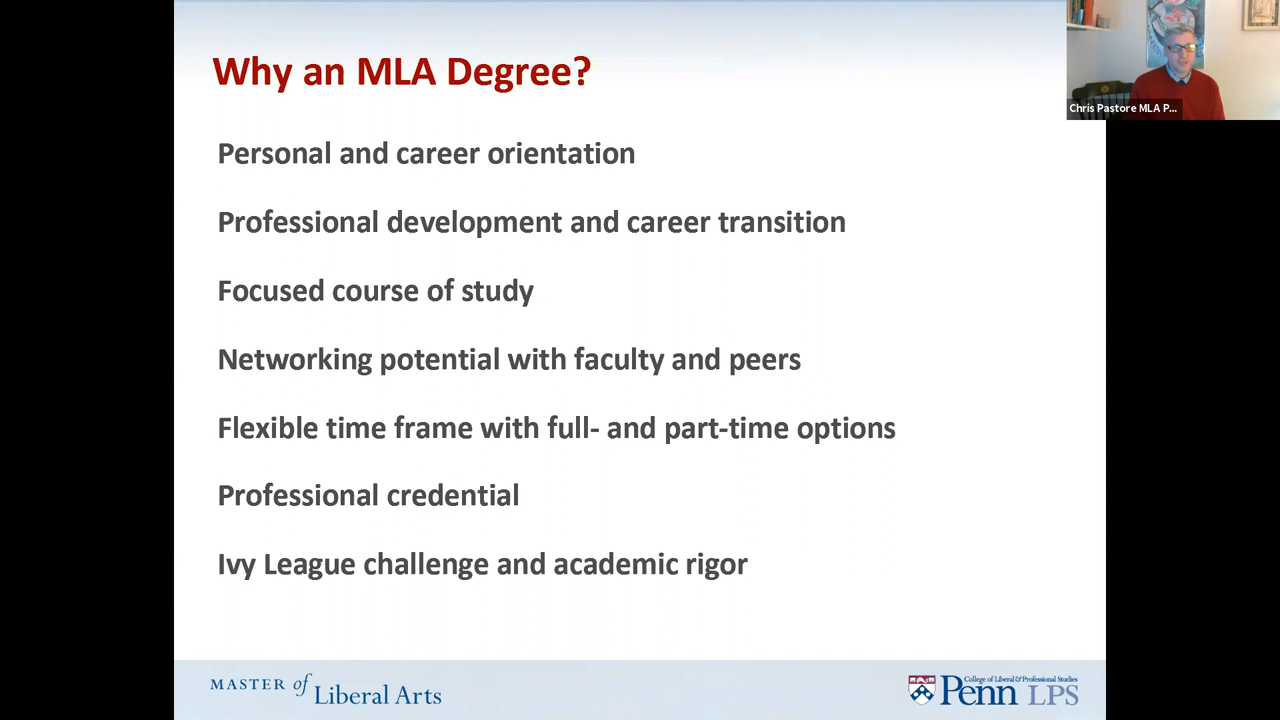 Why an MLA Degree?
Chris Pastore MLA P...
Personal and career orientation
Professional development and career transition
Focused course of study
Networking potential with faculty and peers
Flexible time frame with full- and part-time options
Professional credential
Ivy League challenge and academic rigor
MASTER of Liberal Arts
College of Liberal & Professional Studies
Penn LPS